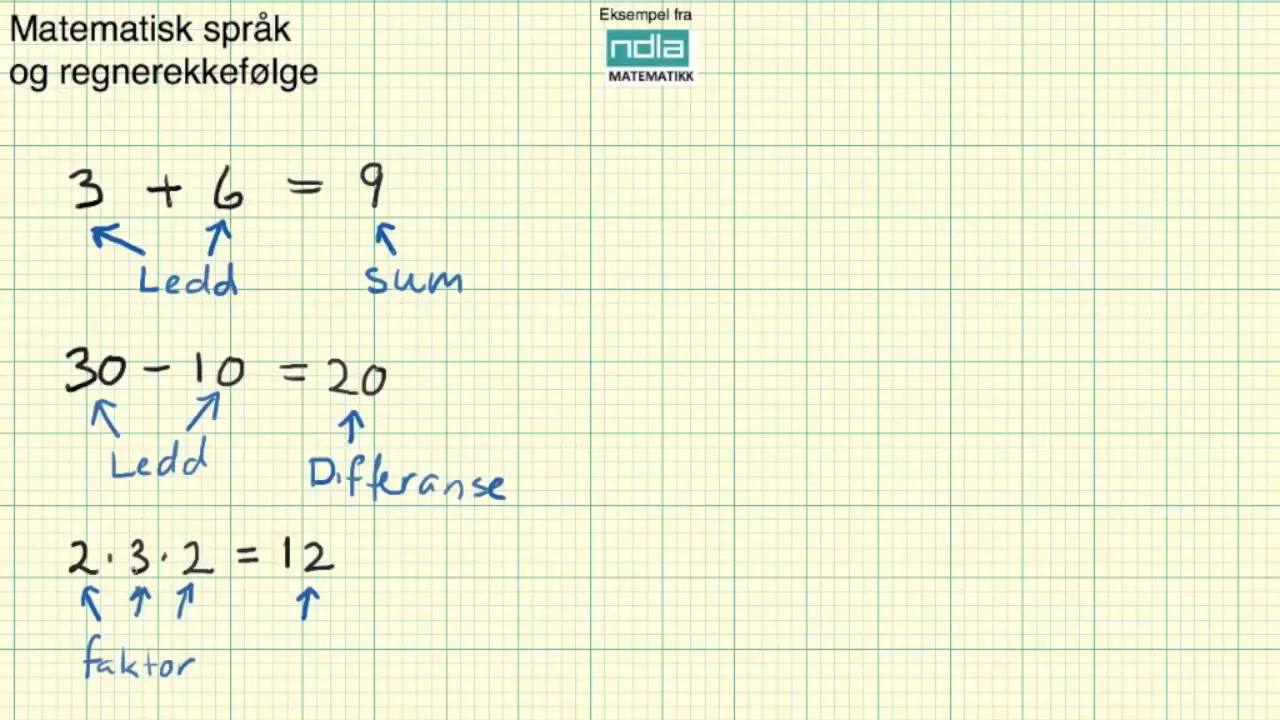 Matematisk språk
og regnerekkefølge
Eksempel fra
ndla
MATEMATIKK
3 + 6 = 9
Ledd sum
30 - 10 = 20
Ledd Differanse
2 · 3 · 2 = 12
faktor